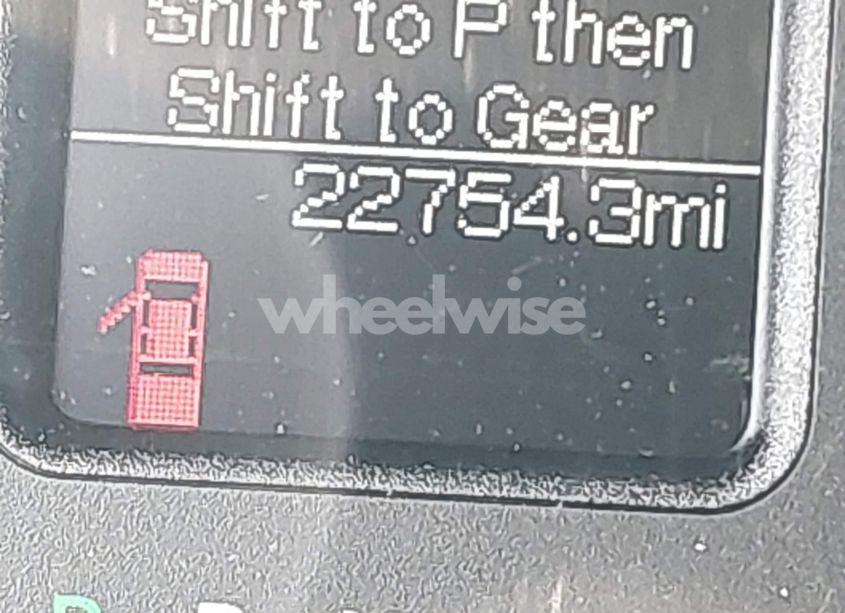 Shift to P then
Shift to Gear
22754.3mi
wheelwise